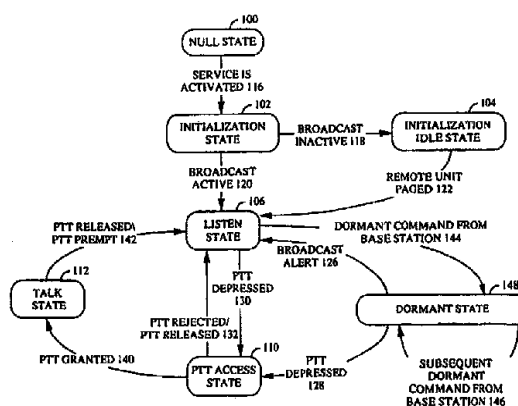 100
NULL STATE
SERVICE IS
ACTIVATED 116
102
INITIALIZATION
STATE
BROADCAST
INACTIVE 118
104
INITIALIZATION
IDLE STATE
BROADCAST
ACTIVE 120
REMOTE UNIT
PAGED 122
106
LISTEN
STATE
PTT RELEASED\
PTT PREMPT 142
DORMANT COMMAND FROM
BASE STATION 144
BROADCAST
ALERT 126
112
TALK
STATE
PTT
DEPRESSED
130
148
DORMANT STATE
PTT REJECTED/
PTT RELEASED 132
PTT GRANTED 140
110
PTT ACCESS
STATE
PTT
DEPRESSED
128
SUBSEQUENT
DORMANT
COMMAND FROM
BASE STATION 146